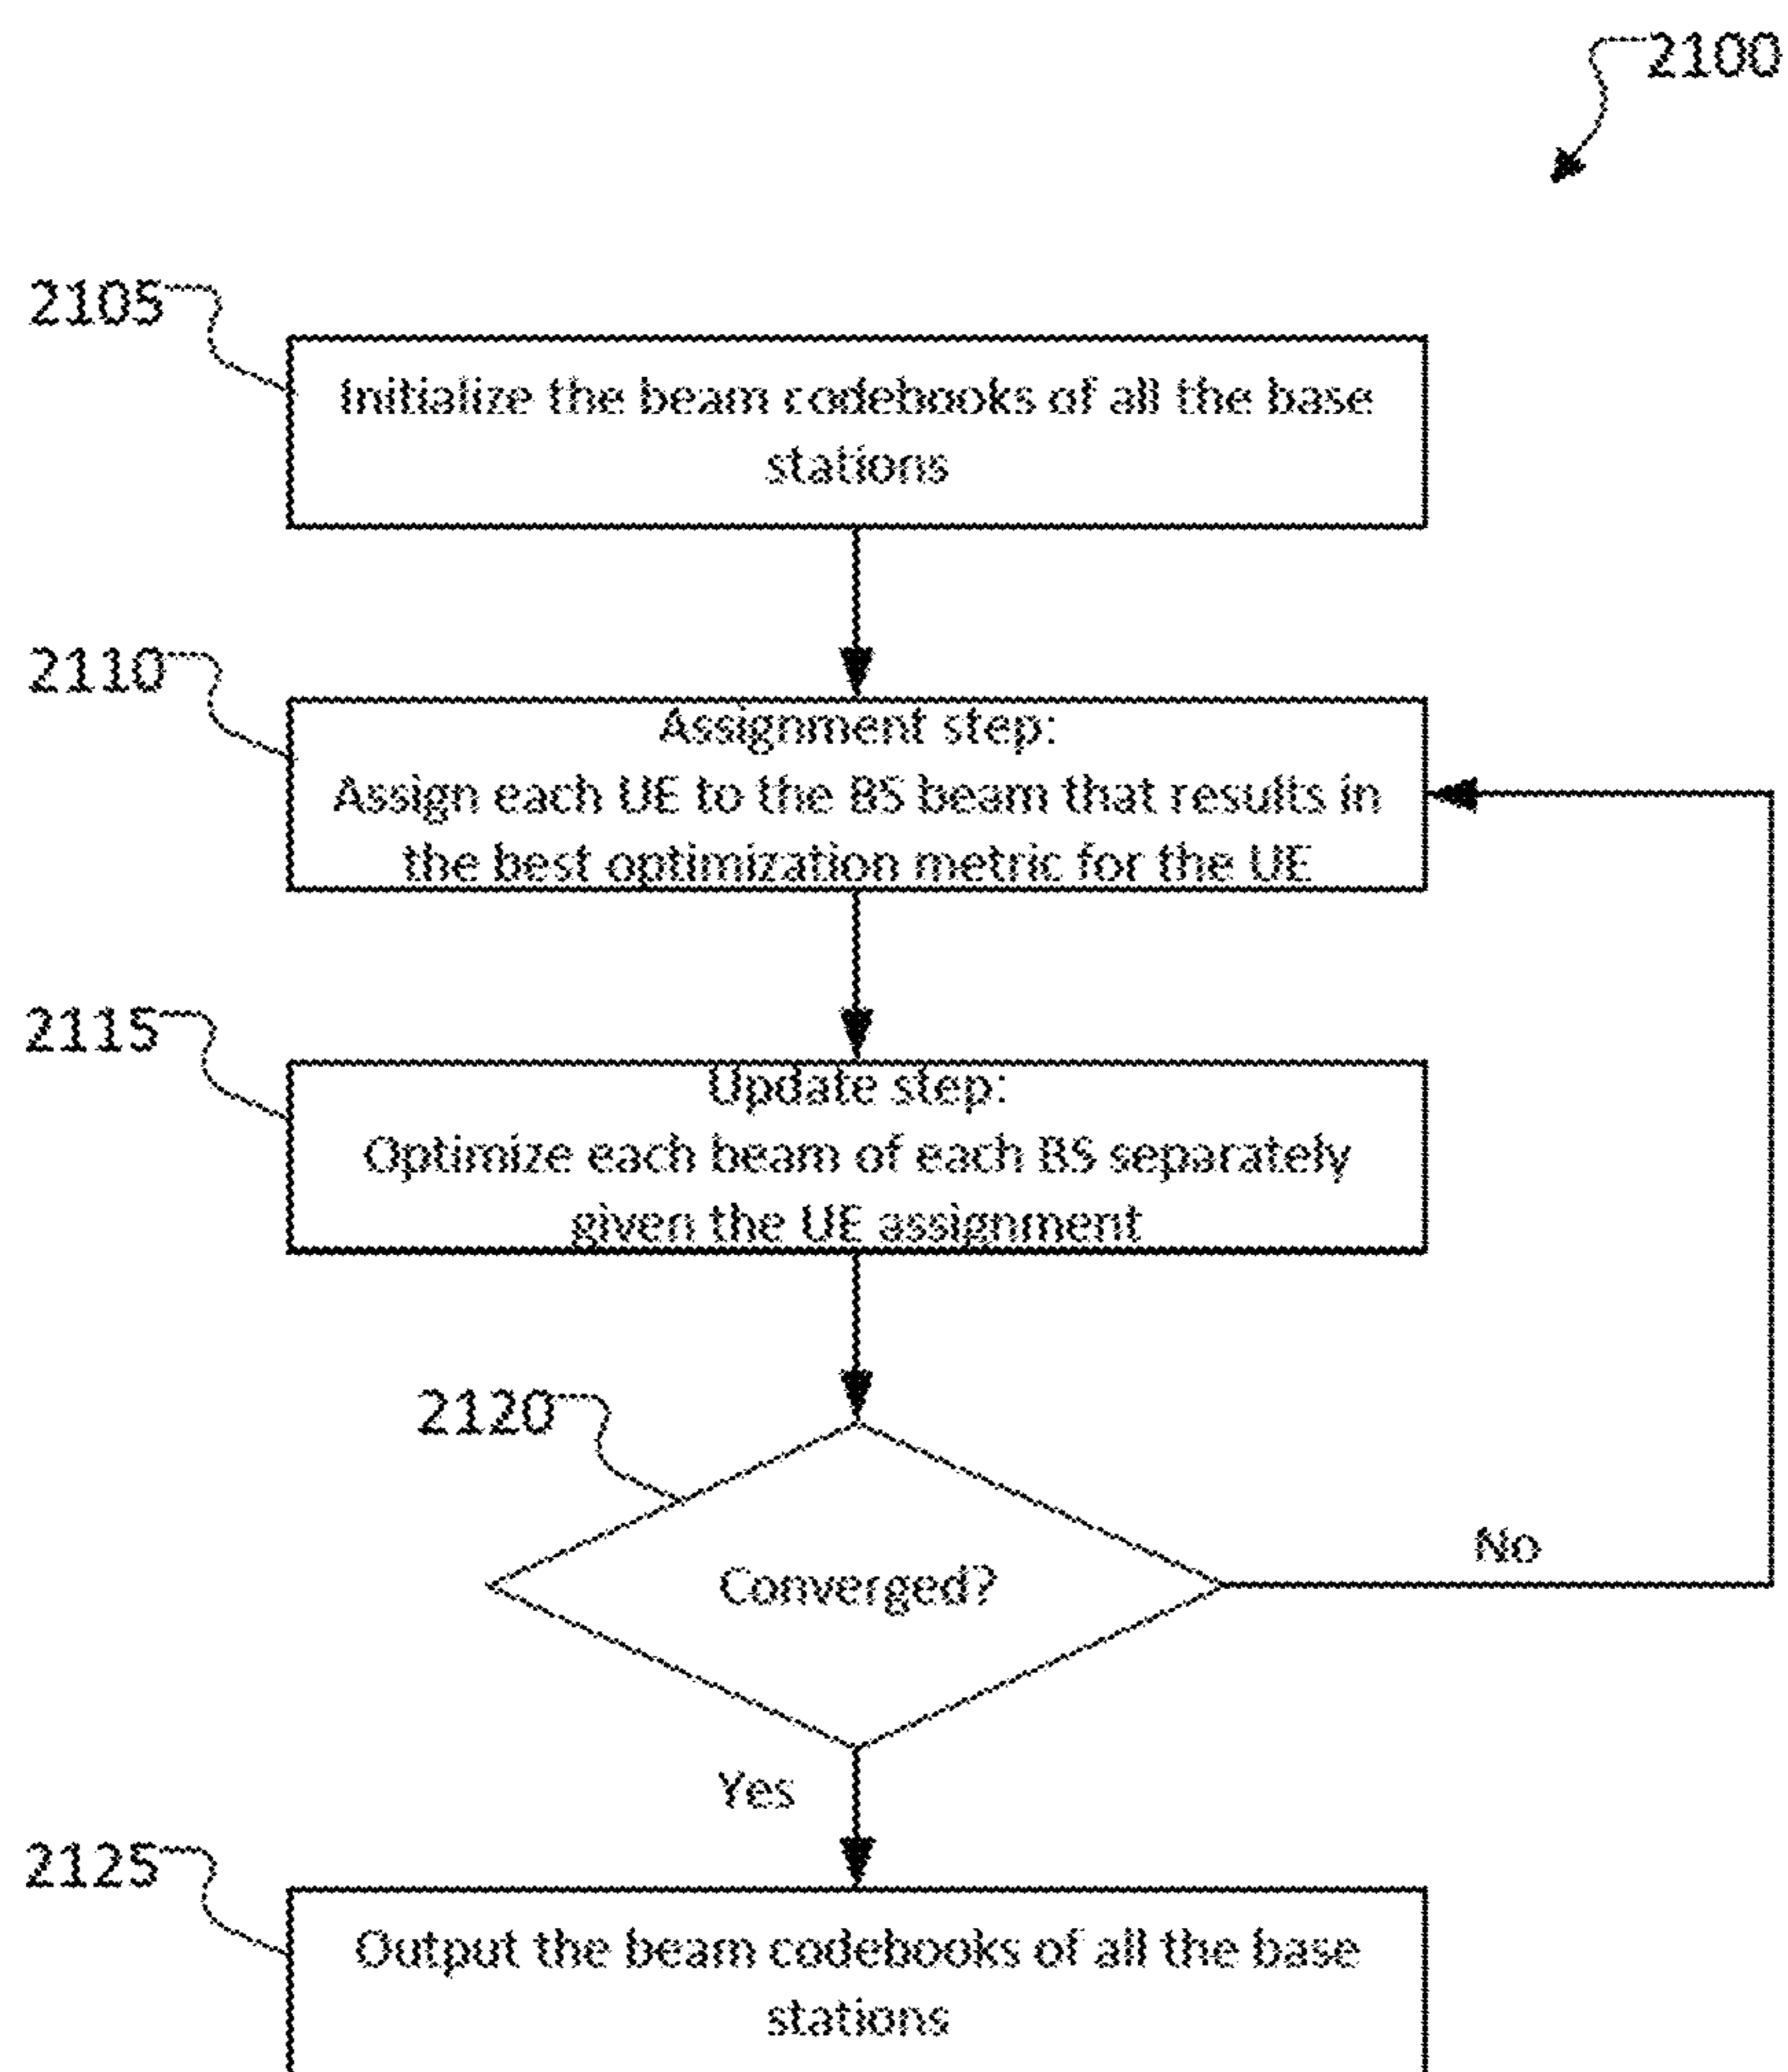 2100
2105
Initialize the beam codebooks of all the base
stations
2110
Assignment step:
Assign each UE to the BS beam that results in
the best optimization metric for the UE
2115
Update step:
Optimize each beam of each BS separately
given the UE assignment
2120
Converged?
No
Yes
2125
Output the beam codebooks of all the base
stations